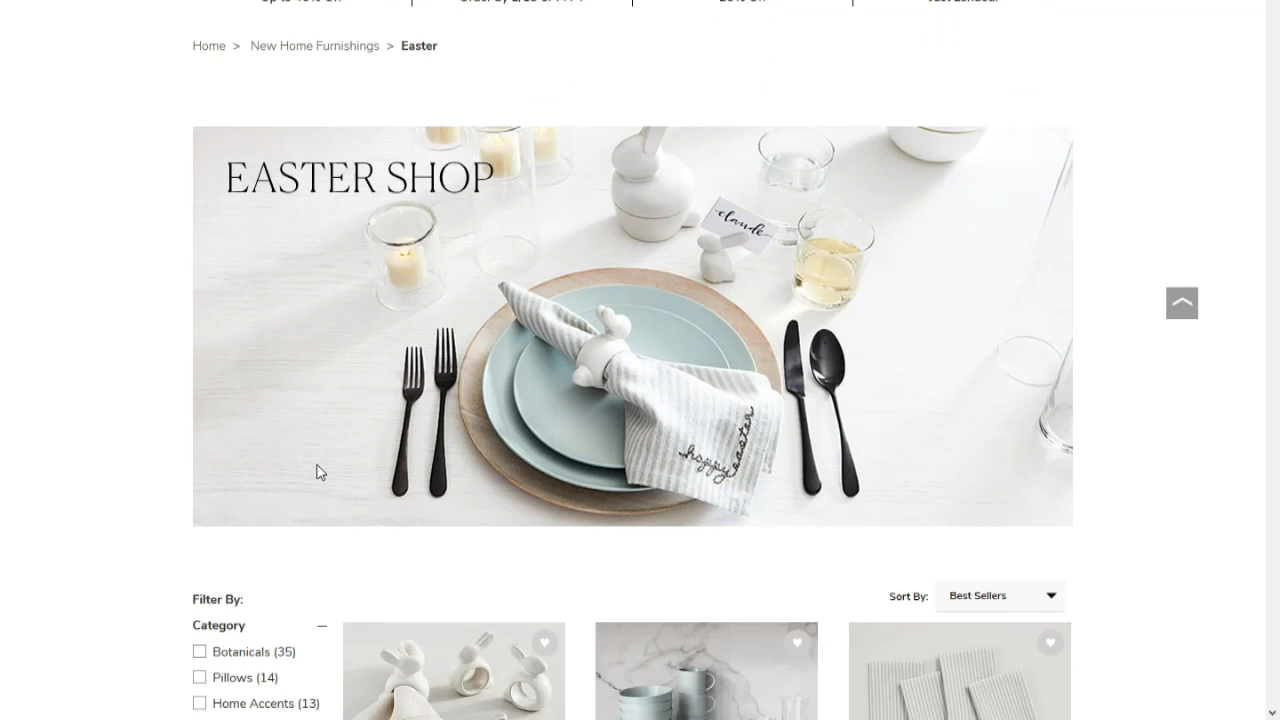 Home > New Home Furnishings > Easter
EASTER SHOP
claude
happy easter
Filter By:
Sort By: Best Sellers
Category
Botanicals (35)
Pillows (14)
Home Accents (13)